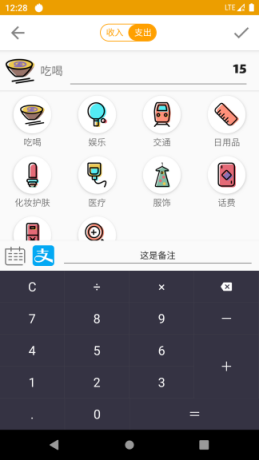 12:28 LTE
收入 支出
吃喝 15
吃喝 娱乐 交通 日用品
化妆护肤 医疗 服饰 话费
支 这是备注
C ÷ ×
7 8 9 −
4 5 6 +
1 2 3
. 0 =